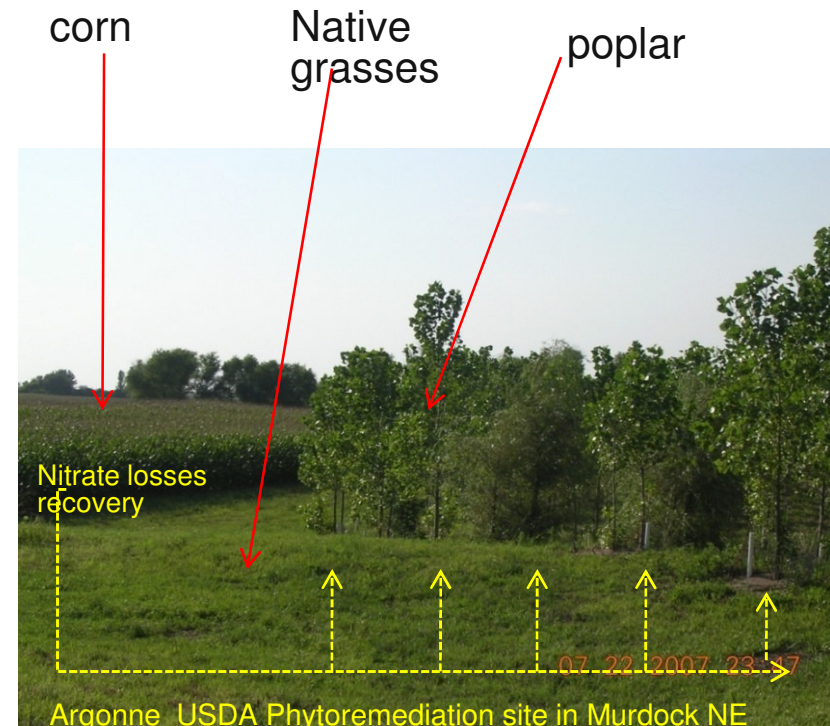 corn
Native
grasses
poplar
Nitrate losses
recovery
07 22 2007 23:47
Argonne USDA Phytoremediation site in Murdock NE